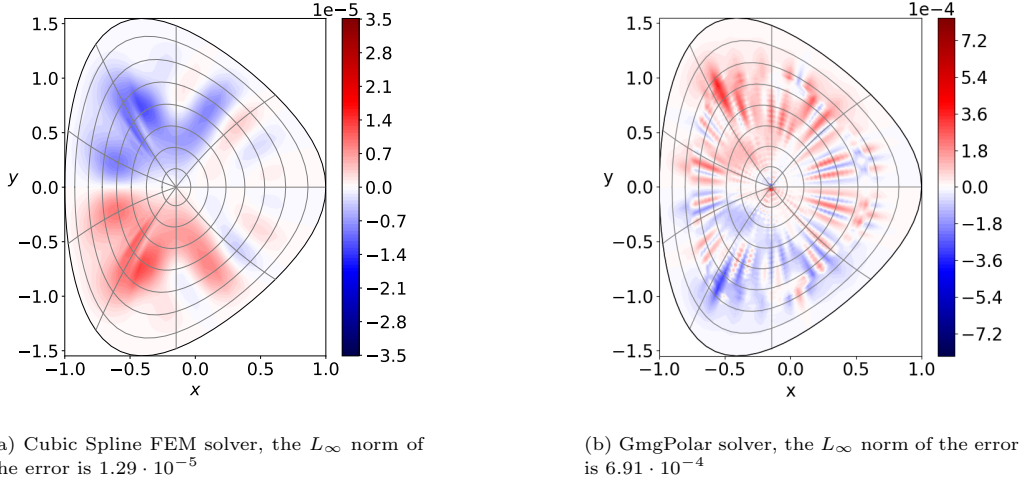 1e−5
1.5
1.0
0.5
0.0
−0.5
−1.0
−1.5
y
−1.0 −0.5 0.0 0.5 1.0
x
3.5
2.8
2.1
1.4
0.7
0.0
−0.7
−1.4
−2.1
−2.8
−3.5
1e−4
1.5
1.0
0.5
0.0
−0.5
−1.0
−1.5
y
−1.0 −0.5 0.0 0.5 1.0
x
7.2
5.4
3.6
1.8
0.0
−1.8
−3.6
−5.4
−7.2
a) Cubic Spline FEM solver, the L∞ norm of
he error is 1.29 · 10−5
(b) GmgPolar solver, the L∞ norm of the error
is 6.91 · 10−4